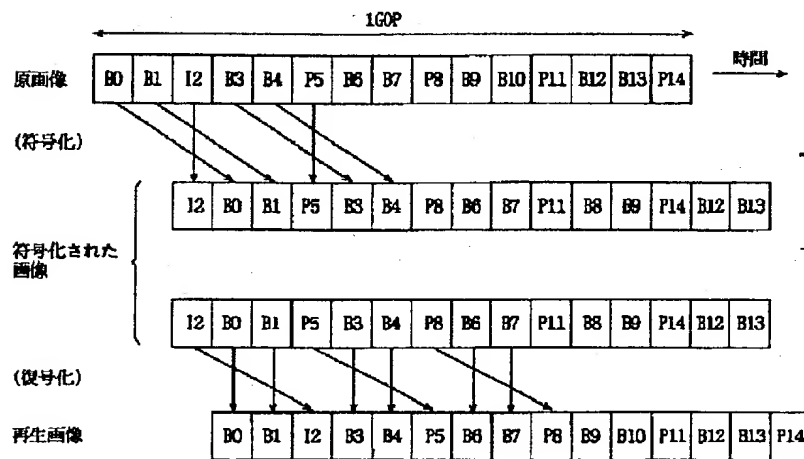 1GOP
原画像 B0 B1 I2 B3 B4 P5 B6 B7 P8 B9 B10 P11 B12 B13 P14 時間
(符号化)
I2 B0 B1 P5 B3 B4 P8 B6 B7 P11 B8 B9 P14 B12 B13
符号化された
画像
I2 B0 B1 P5 B3 B4 P8 B6 B7 P11 B8 B9 P14 B12 B13
(復号化)
再生画像 B0 B1 I2 B3 B4 P5 B6 B7 P8 B9 B10 P11 B12 B13 P14